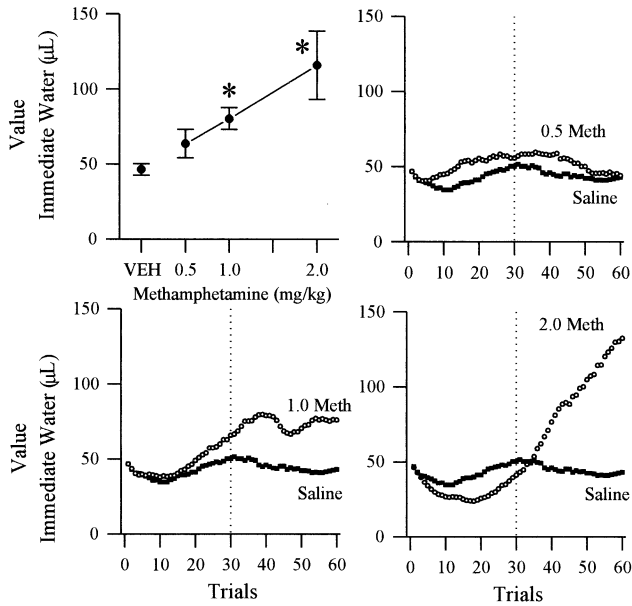 150
100
50
0
Value
Immediate Water (µL)
*
*
VEH 0.5 1.0 2.0
Methamphetamine (mg/kg)
150
100
50
0
0.5 Meth
Saline
0 10 20 30 40 50 60
150
100
50
0
Value
Immediate Water (µL)
1.0 Meth
Saline
0 10 20 30 40 50 60
Trials
150
100
50
0
2.0 Meth
Saline
0 10 20 30 40 50 60
Trials